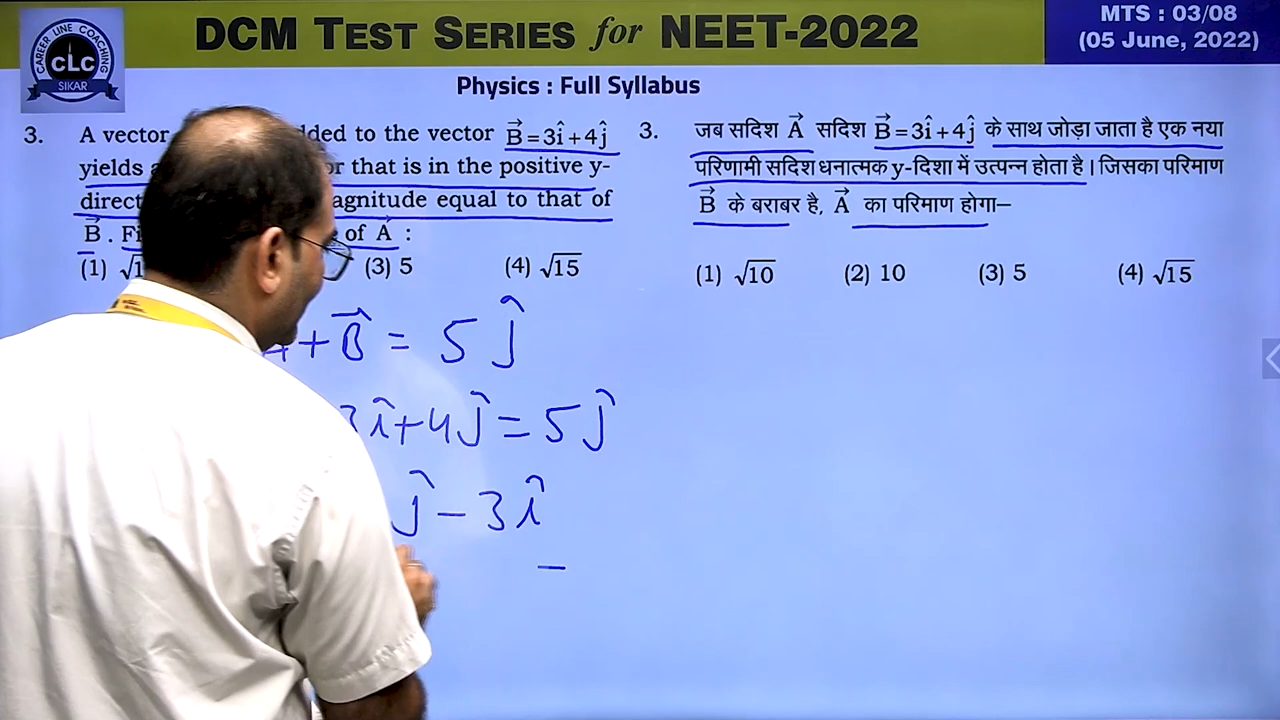 CAREER LINE COACHING
CLC
SIKAR
DCM TEST SERIES for NEET-2022
MTS : 03/08
(05 June, 2022)
Physics : Full Syllabus
3. A vector dded to the vector B⃗=3î+4ĵ
yields r that is in the positive y-
direct agnitude equal to that of
B⃗. Fi of A⃗ :
(1) (3) 5 (4) √15
A + B⃗ = 5 ĵ
3î+4ĵ = 5ĵ
ĵ - 3î
3. जब सदिश A⃗ सदिश B⃗=3î+4ĵ के साथ जोड़ा जाता है एक नया
परिणामी सदिश धनात्मक y-दिशा में उत्पन्न होता है। जिसका परिमाण
B⃗ के बराबर है, A⃗ का परिमाण होगा–
(1) √10 (2) 10 (3) 5 (4) √15